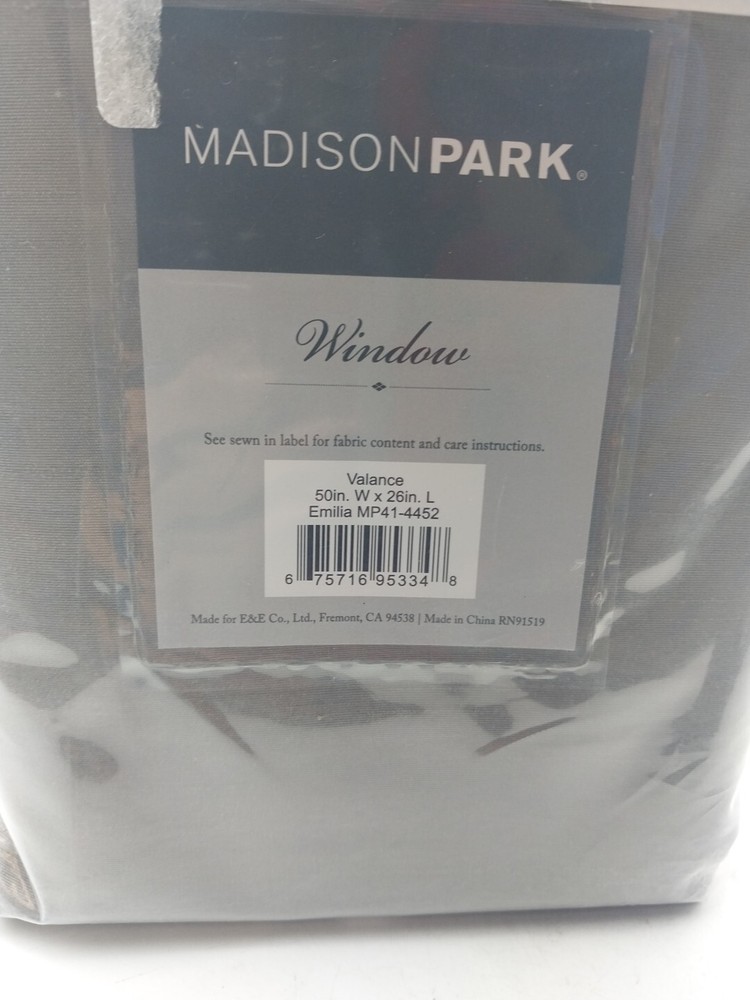 MADISONPARK®
Window
See sewn in label for fabric content and care instructions.
Valance
50in. W x 26in. L
Emilia MP41-4452
6 75716 95334 8
Made for E&E Co., Ltd., Fremont, CA 94538 | Made in China RN91519